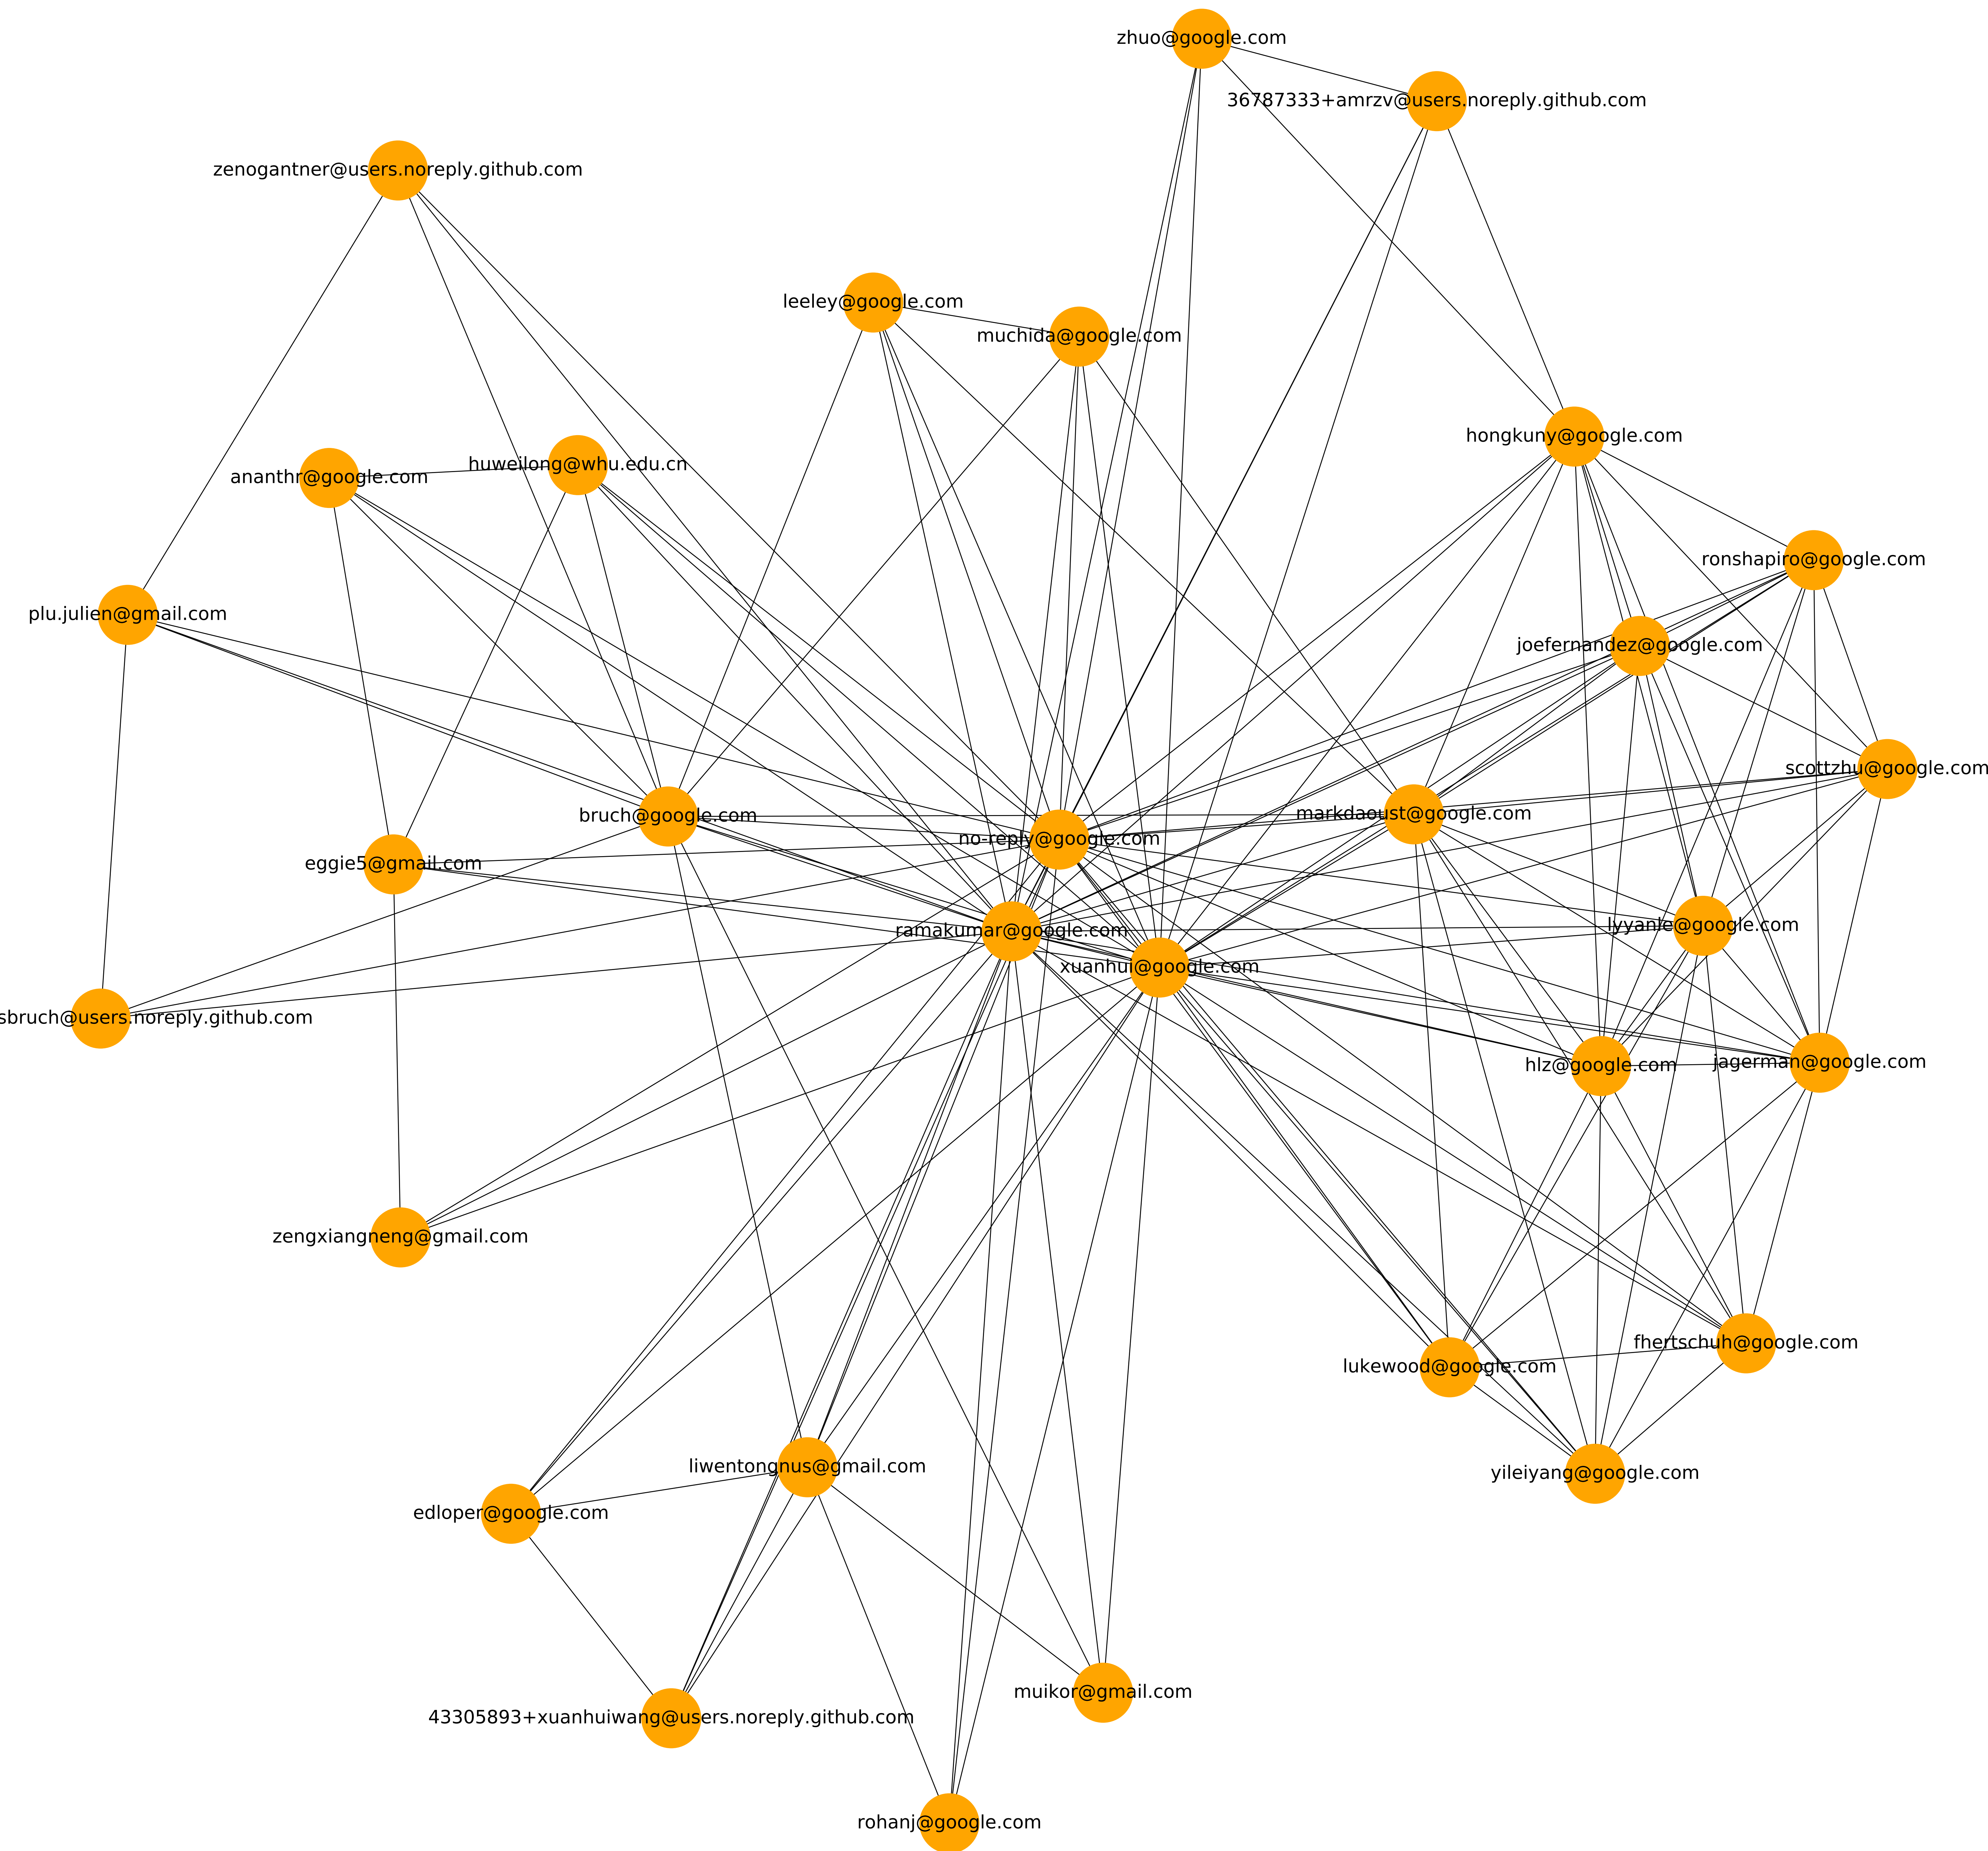 zhuo@google.com
36787333+amrzv@users.noreply.github.com
zenogantner@users.noreply.github.com
leeley@google.com
muchida@google.com
hongkuny@google.com
huweilong@whu.edu.cn
ananthr@google.com
ronshapiro@google.com
plu.julien@gmail.com
joefernandez@google.com
scottzhu@google.com
bruch@google.com
markdaoust@google.com
no-reply@google.com
eggie5@gmail.com
lyyanle@google.com
ramakumar@google.com
xuanhui@google.com
sbruch@users.noreply.github.com
jagerman@google.com
hlz@google.com
zengxiangneng@gmail.com
fhertschuh@google.com
lukewood@google.com
liwentongnus@gmail.com
yileiyang@google.com
edloper@google.com
muikor@gmail.com
43305893+xuanhuiwang@users.noreply.github.com
rohanj@google.com